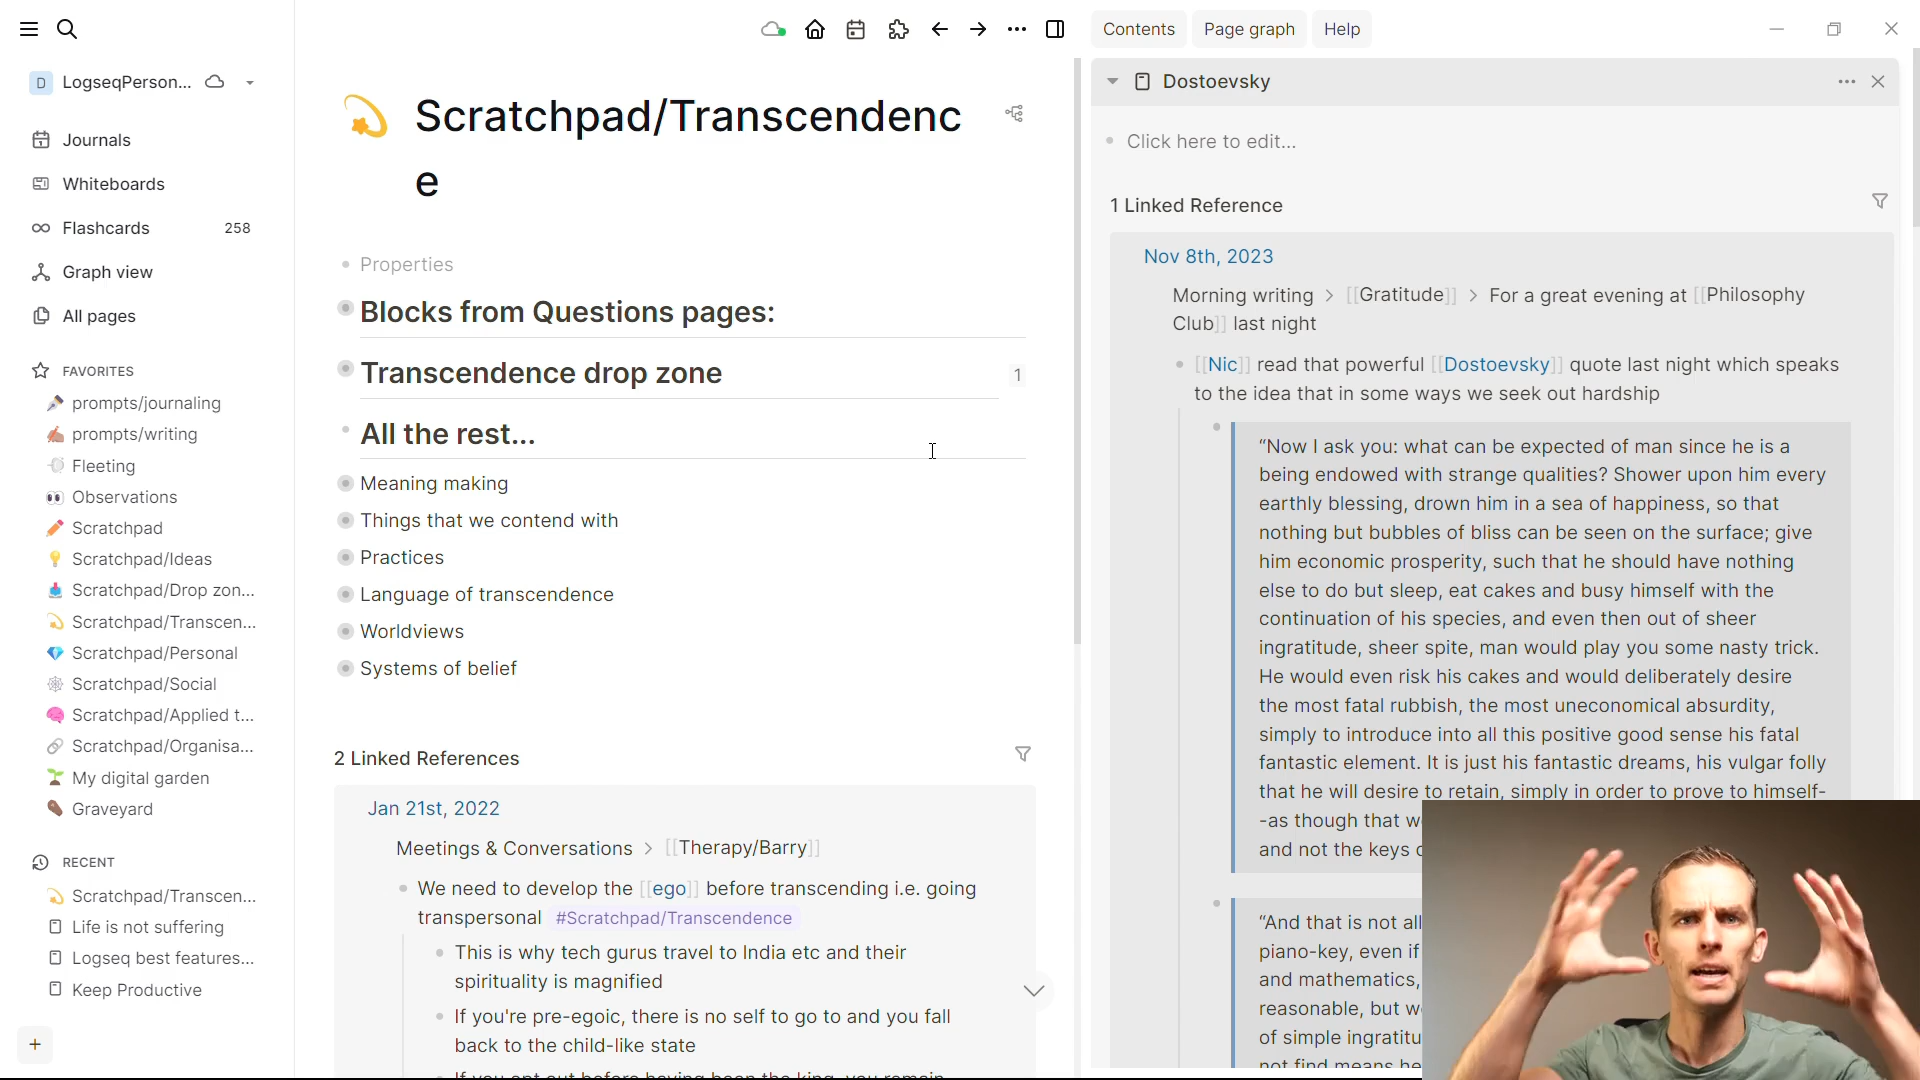 D LogseqPerson...
Journals
Whiteboards
Flashcards 258
Graph view
All pages
FAVORITES
prompts/journaling
prompts/writing
Fleeting
Observations
Scratchpad
Scratchpad/Ideas
Scratchpad/Drop zon...
Scratchpad/Transcen...
Scratchpad/Personal
Scratchpad/Social
Scratchpad/Applied t...
Scratchpad/Organisa...
My digital garden
Graveyard
RECENT
Scratchpad/Transcen...
Life is not suffering
Logseq best features...
Keep Productive
Scratchpad/Transcendenc
e
Properties
Blocks from Questions pages:
Transcendence drop zone 1
All the rest...
Meaning making
Things that we contend with
Practices
Language of transcendence
Worldviews
Systems of belief
2 Linked References
Jan 21st, 2022
Meetings & Conversations > [[Therapy/Barry]]
We need to develop the [[ego]] before transcending i.e. going
transpersonal #Scratchpad/Transcendence
This is why tech gurus travel to India etc and their
spirituality is magnified
If you're pre-egoic, there is no self to go to and you fall
back to the child-like state
Contents Page graph Help
Dostoevsky
Click here to edit...
1 Linked Reference
Nov 8th, 2023
Morning writing > [[Gratitude]] > For a great evening at [[Philosophy
Club]] last night
[[Nic]] read that powerful [[Dostoevsky]] quote last night which speaks
to the idea that in some ways we seek out hardship
“Now I ask you: what can be expected of man since he is a
being endowed with strange qualities? Shower upon him every
earthly blessing, drown him in a sea of happiness, so that
nothing but bubbles of bliss can be seen on the surface; give
him economic prosperity, such that he should have nothing
else to do but sleep, eat cakes and busy himself with the
continuation of his species, and even then out of sheer
ingratitude, sheer spite, man would play you some nasty trick.
He would even risk his cakes and would deliberately desire
the most fatal rubbish, the most uneconomical absurdity,
simply to introduce into all this positive good sense his fatal
fantastic element. It is just his fantastic dreams, his vulgar folly
that he will desire to retain, simply in order to prove to himself-
-as though that
and not the keys
“And that is not all
piano-key, even if
and mathematics,
reasonable, but
of simple
not find means